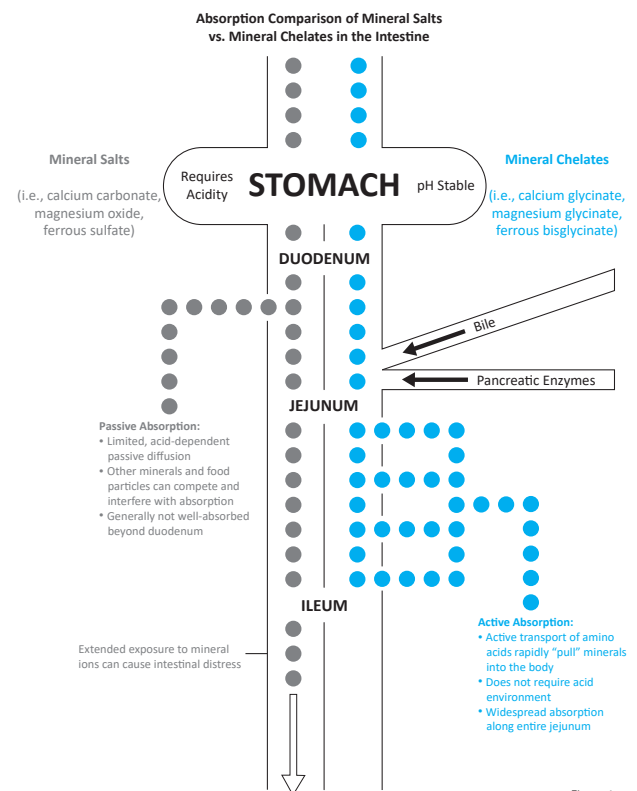 Absorption Comparison of Mineral Salts
vs. Mineral Chelates in the Intestine
Mineral Salts
(i.e., calcium carbonate,
magnesium oxide,
ferrous sulfate)
Requires
Acidity
STOMACH
pH Stable
Mineral Chelates
(i.e., calcium glycinate,
magnesium glycinate,
ferrous bisglycinate)
DUODENUM
Bile
Pancreatic Enzymes
JEJUNUM
Passive Absorption:
• Limited, acid-dependent
passive diffusion
• Other minerals and food
particles can compete and
interfere with absorption
• Generally not well-absorbed
beyond duodenum
ILEUM
Extended exposure to mineral
ions can cause intestinal distress
Active Absorption:
• Active transport of amino
acids rapidly “pull” minerals
into the body
• Does not require acid
environment
• Widespread absorption
along entire jejunum